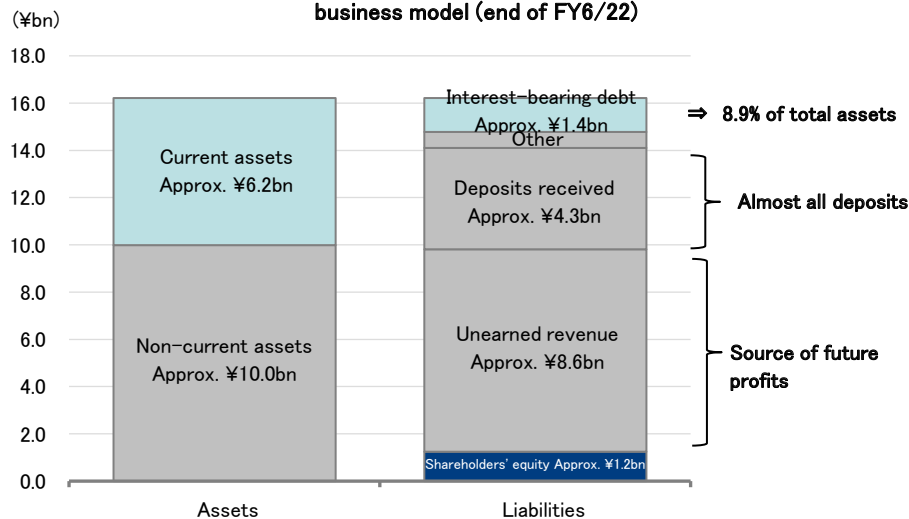 business model (end of FY6/22)
(¥bn)
18.0
16.0
14.0
12.0
10.0
8.0
6.0
4.0
2.0
0.0
Current assets
Approx. ¥6.2bn
Non-current assets
Approx. ¥10.0bn
Interest-bearing debt
Approx. ¥1.4bn
Other
Deposits received
Approx. ¥4.3bn
Unearned revenue
Approx. ¥8.6bn
Shareholders' equity Approx. ¥1.2bn
⇒ 8.9% of total assets
Almost all deposits
Source of future
profits
Assets
Liabilities